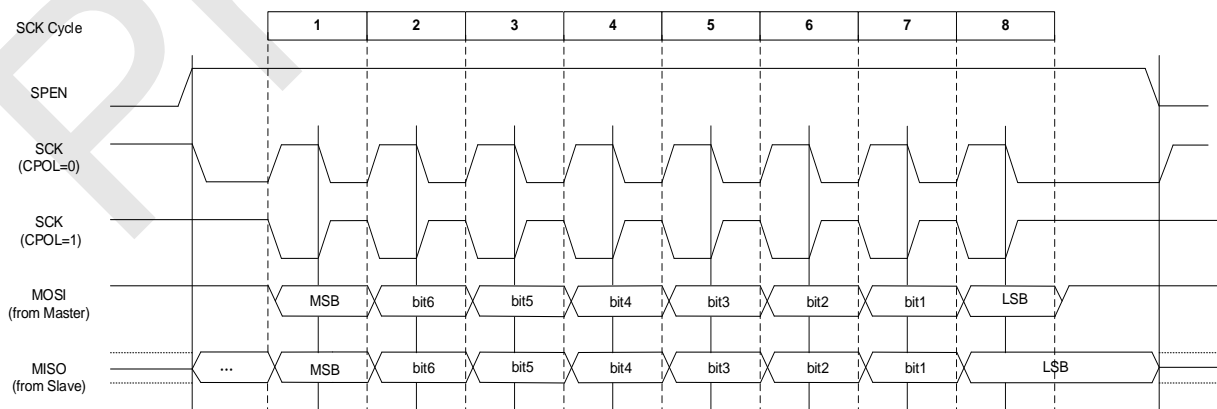 SCK Cycle 1 2 3 4 5 6 7 8
SPEN
SCK
(CPOL=0)
SCK
(CPOL=1)
MOSI
(from Master)
MSB bit6 bit5 bit4 bit3 bit2 bit1 LSB
MISO
(from Slave)
... MSB bit6 bit5 bit4 bit3 bit2 bit1 LSB